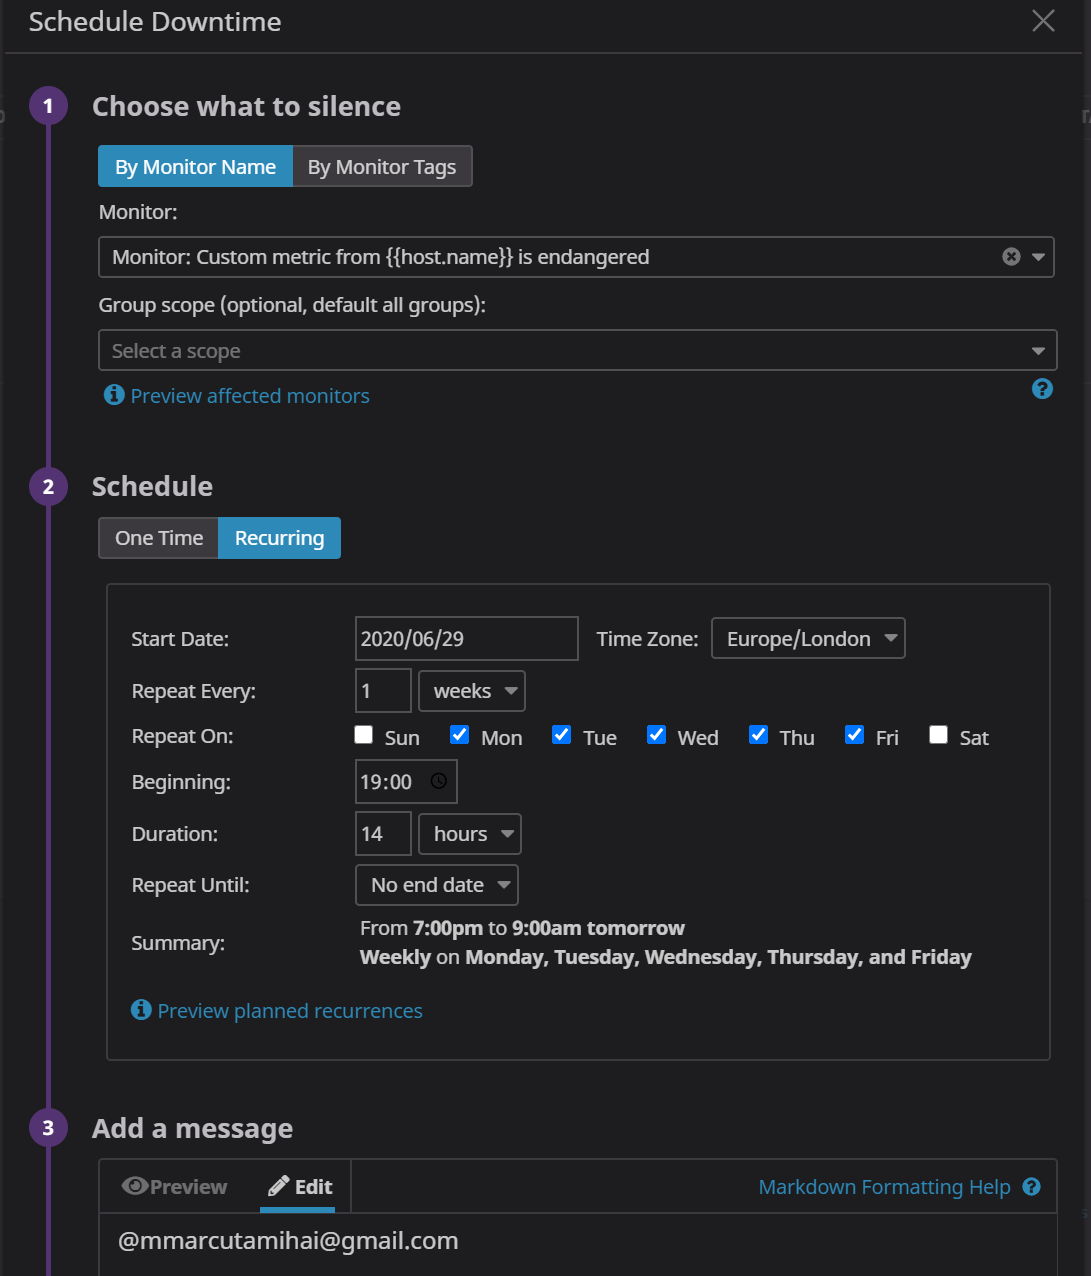 Schedule Downtime
1 Choose what to silence
By Monitor Name By Monitor Tags
Monitor:
Monitor: Custom metric from {{host.name}} is endangered
Group scope (optional, default all groups):
Select a scope
Preview affected monitors
2 Schedule
One Time Recurring
Start Date: 2020/06/29 Time Zone: Europe/London
Repeat Every: 1 weeks
Repeat On: Sun Mon Tue Wed Thu Fri Sat
Beginning: 19:00
Duration: 14 hours
Repeat Until: No end date
Summary: From 7:00pm to 9:00am tomorrow
Weekly on Monday, Tuesday, Wednesday, Thursday, and Friday
Preview planned recurrences
3 Add a message
Preview Edit Markdown Formatting Help
@mmarcutamihai@gmail.com